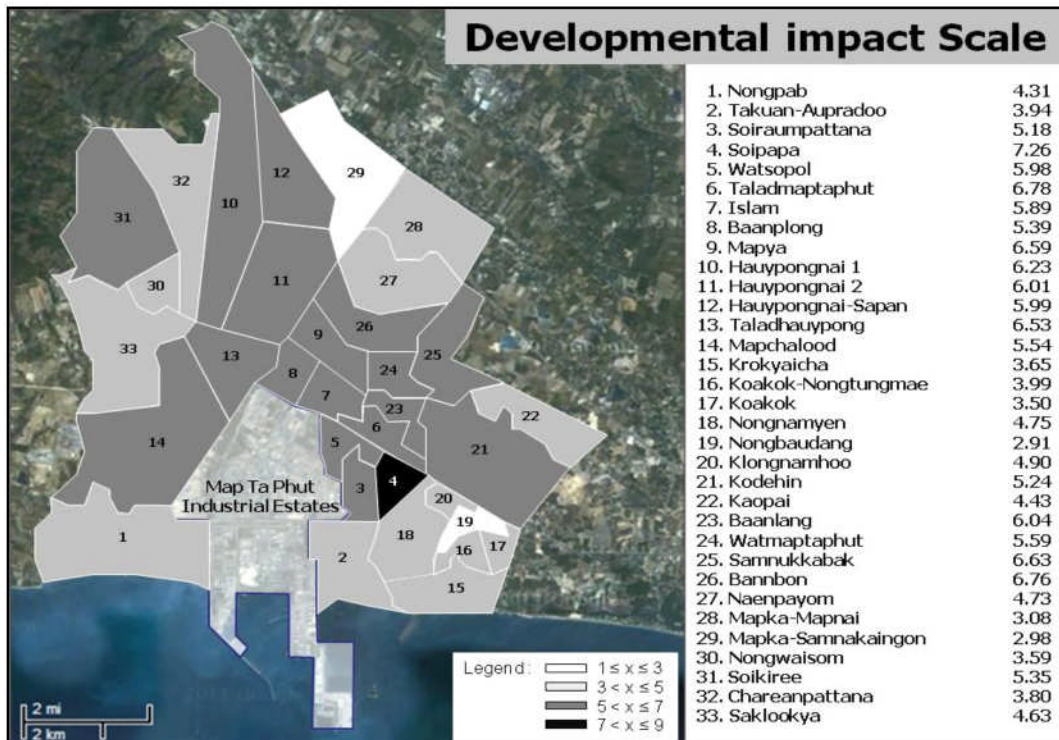 Developmental impact Scale
1. Nongpab 4.31
2. Takuan-Aupradoo 3.94
3. Soiraumpattana 5.18
4. Soipapa 7.26
5. Watsopol 5.98
6. Taladmaptaphut 6.78
7. Islam 5.89
8. Baanplong 5.39
9. Mapya 6.59
10. Hauypongnai 1 6.23
11. Hauypongnai 2 6.01
12. Hauypongnai-Sapan 5.99
13. Taladhauypong 6.53
14. Mapchalood 5.54
15. Krokyaicha 3.65
16. Koakok-Nongtungmae 3.99
17. Koakok 3.50
18. Nongnamyen 4.75
19. Nongbaudang 2.91
20. Klongnamhoo 4.90
21. Kodehin 5.24
22. Kaopai 4.43
23. Baanlang 6.04
24. Watmaptaphut 5.59
25. Samnukkabak 6.63
26. Bannbon 6.76
27. Naenpayom 4.73
28. Mapka-Mapnai 3.08
29. Mapka-Samnakaingon 2.98
30. Nongwaisom 3.59
31. Soikiree 5.35
32. Chareanpattana 3.80
33. Saklookya 4.63
29
12
32
10
31
28
27
30
11
26
9
33
25
13
24
8
7
23
22
6
5
14
21
4
3
Map Ta Phut
Industrial Estates
20
19
18
1
17
16
2
15
Legend:
1 ≤ x ≤ 3
3 < x ≤ 5
5 < x ≤ 7
7 < x ≤ 9
2 mi
2 km